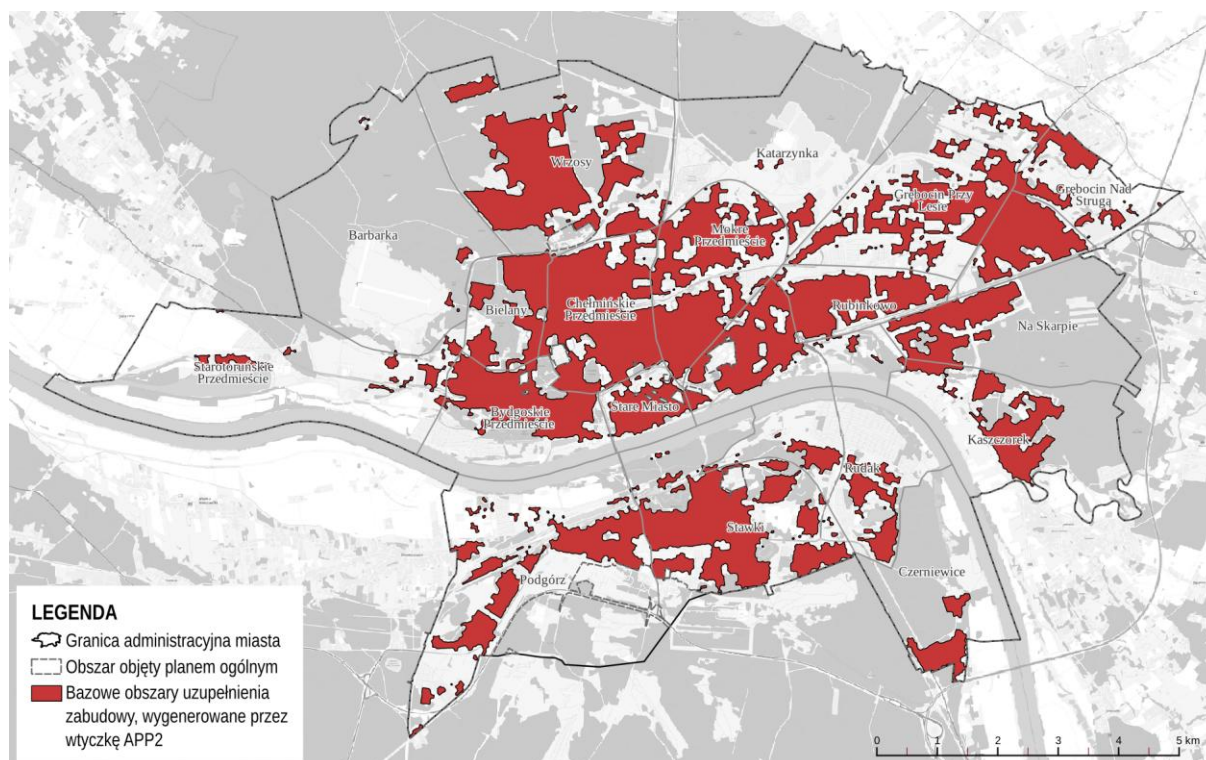 Katarzynka
Wrzosy
Grębocin Przy
Lesie
Grębocin Nad
Strugą
Barbarka
Mokre
Przedmieście
Bielany
Chełmińskie
Przedmieście
Rubinkowo
Na Skarpie
Starotoruńskie
Przedmieście
Bydgoskie
Przedmieście
Stare Miasto
Kaszczorek
Rudak
Stawki
Podgórz
Czerniewice
LEGENDA
Granica administracyjna miasta
Obszar objęty planem ogólnym
Bazowe obszary uzupełnienia
zabudowy, wygenerowane przez
wtyczkę APP2
0 1 2 3 4 5 km